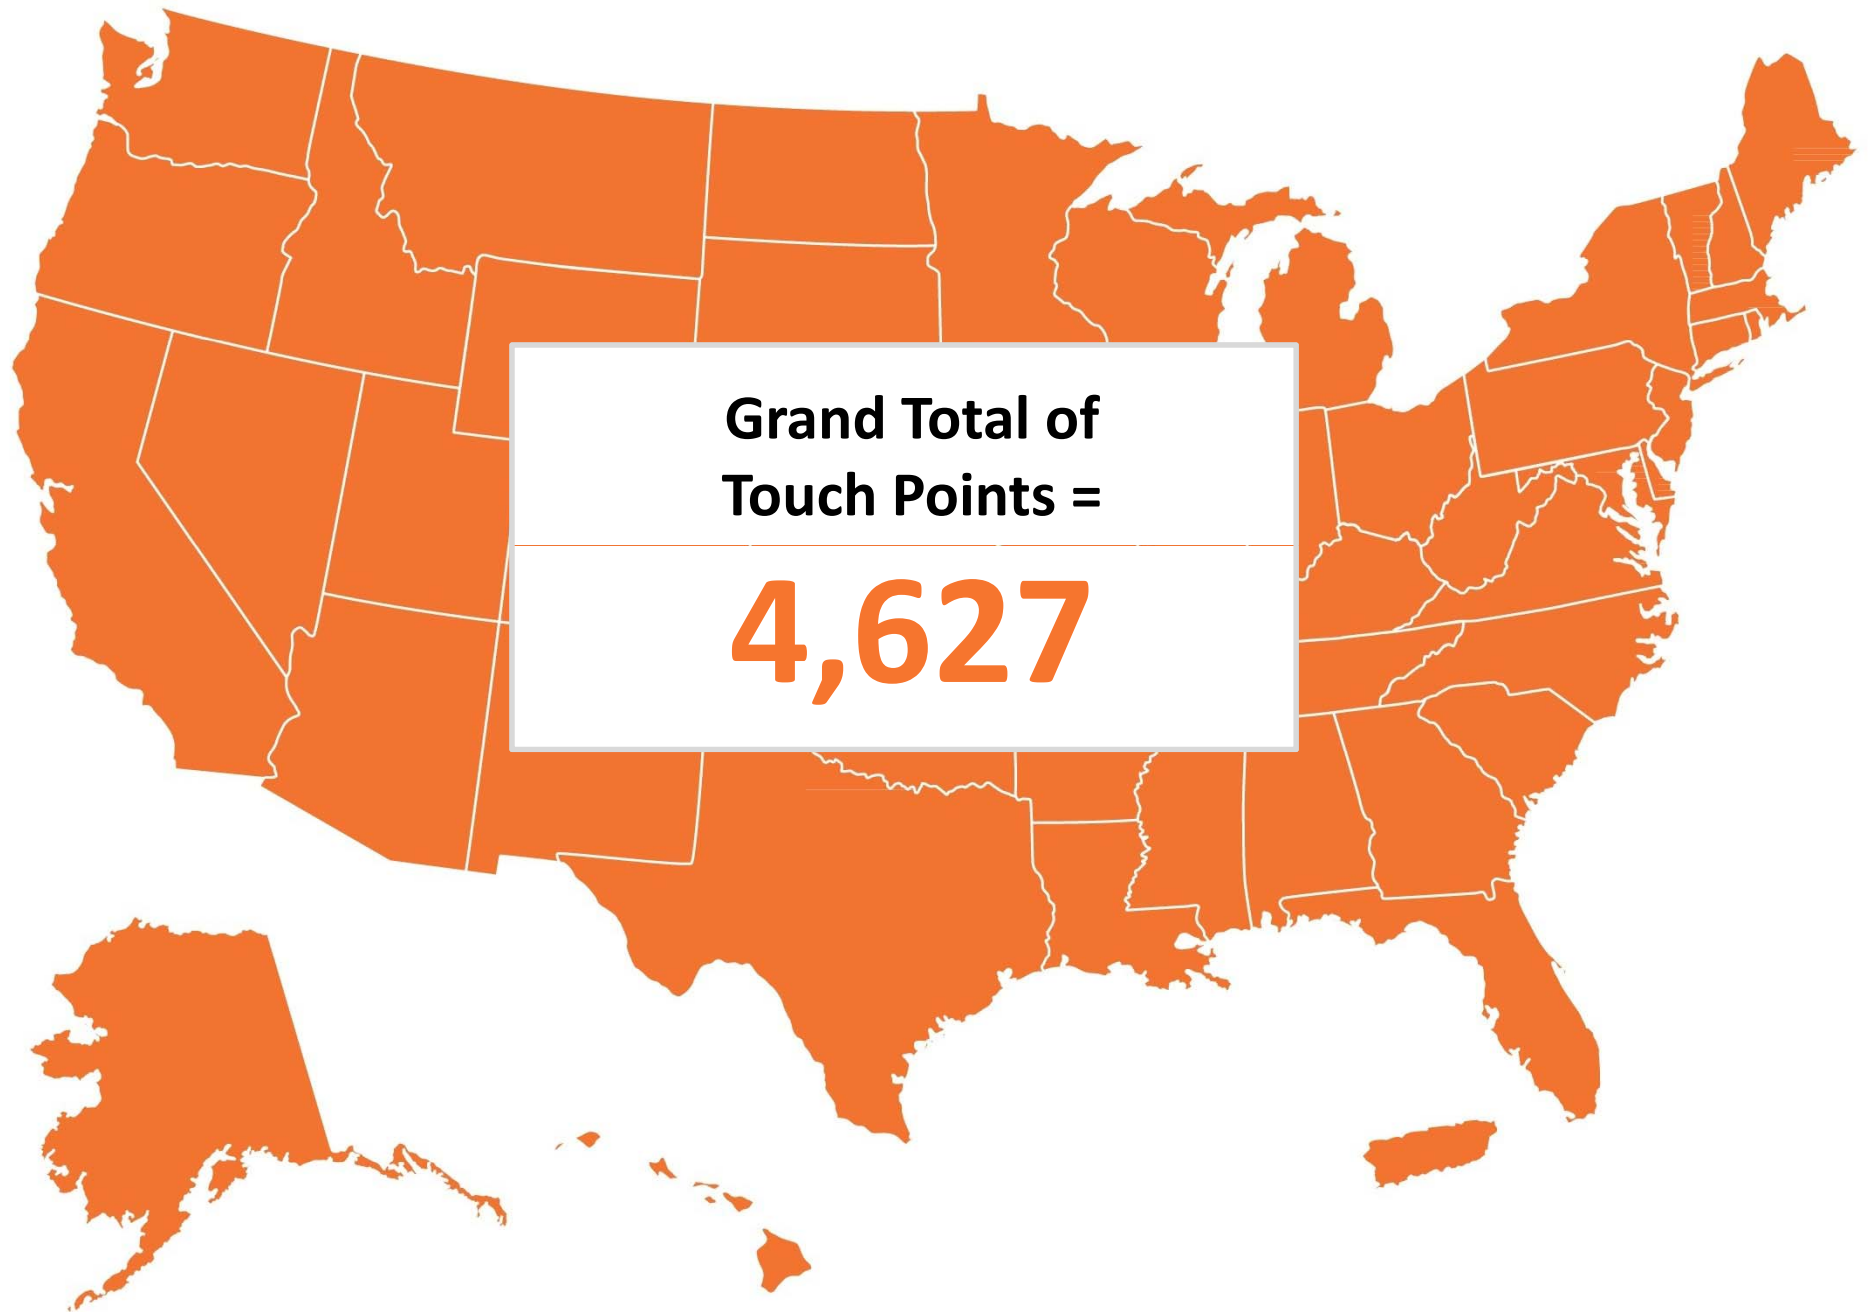 Grand Total of
Touch Points =
4,627